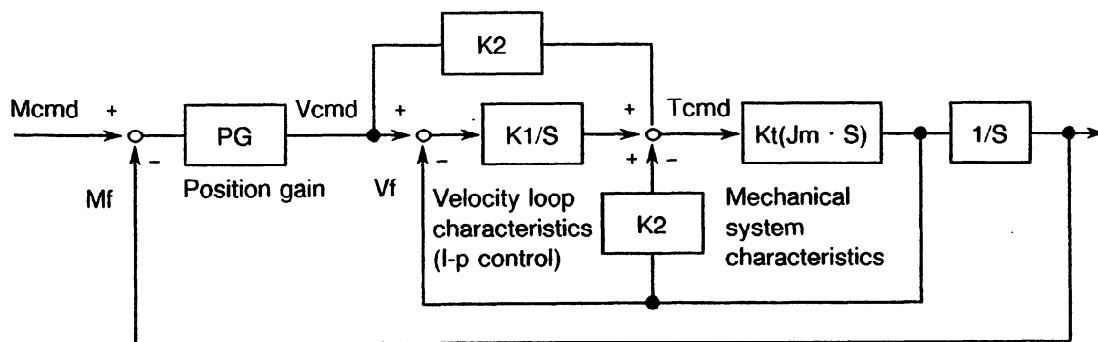 K2
Mcmd
+
Vcmd
+
+
Tcmd
PG
K1/S
Kt(Jm · S)
1/S
−
−
+
−
Mf
Position gain
Vf
Velocity loop
characteristics
(I-p control)
K2
Mechanical
system
characteristics